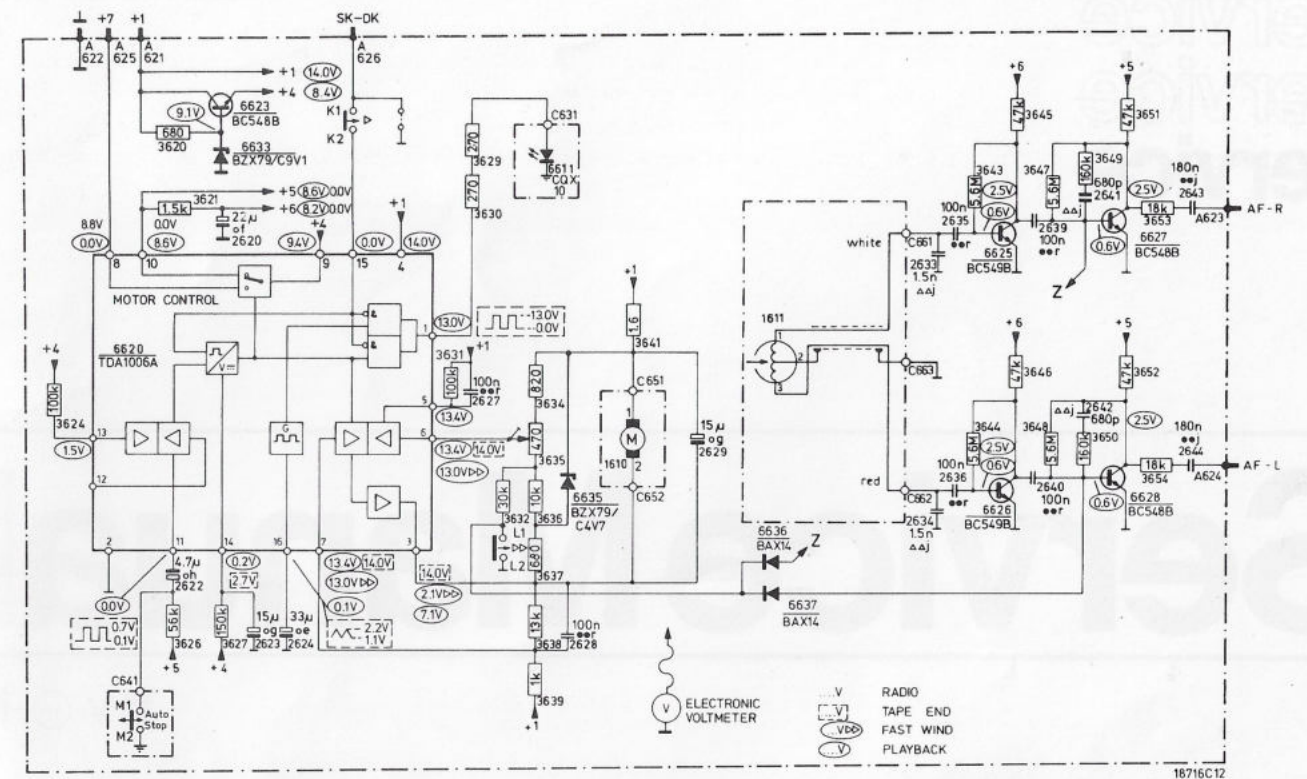 +7
+1
SK-DK
A
622
A
625
A
621
A
626
+1 14.0V
+4 8.4V
9.1V
6623
BC548B
680
3620
6633
BZX79/C9V1
K1
K2
270
3629
270
3630
C631
6611
CQX
10
3621
1.5k
0.0V
+5 8.6V 0.0V
+6 8.2V 0.0V
22µ
of
2620
+4
+1
8.8V
0.0V
8.6V
9.4V
0.0V
14.0V
8
10
9
15
4
MOTOR CONTROL
6620
TDA1006A
V
&
&
G
1
13.0V
13.0V
0.0V
+4
100k
3624
1.5V
13
12
3631
+1
100k
100n
●●r
2627
5
13.4V
6
13.4V 14.0V
13.0V▷▷
2
11
14
16
7
3
4.7µ
oh
2622
0.0V
0.7V
0.1V
56k
3626
+5
0.2V
2.7V
150k
3627
+4
15µ
og
2623
33µ
oe
2624
13.4V 14.0V
13.0V▷▷
0.1V
2.2V
1.1V
14.0V
2.1V▷▷
7.1V
C641
M1
M2
Auto
Stop
+1
1.6
3641
820
3634
470
3635
30k
3632
10k
3635
L1
▷▷
L2
680
3637
6635
BZX79/
C4V7
C651
1
M
1610
2
C652
15µ
og
2629
13k
3638
100n
●●r
2628
1k
3639
+1
white
1611
1
2
3
red
C661
C663
C662
2633
1.5n
△△j
2634
1.5n
△△j
100n
2635
●●r
100n
2636
●●r
+6
47k
3645
3643
5.6M
2.5V
0.6V
6625
BC549B
3647
5.6M
2639
100n
●●r
+5
47k
3651
3649
160k
680p
2641
△△j
2.5V
0.6V
6627
BC548B
18k
3653
180n
●●j
2643
A623
AF-R
Z
+6
47k
3646
3644
5.6M
2.5V
0.6V
6626
BC549B
3648
5.6M
2640
100n
●●r
+5
47k
3652
△△j
2642
680p
3650
160k
2.5V
0.6V
6628
BC548B
18k
3654
180n
●●j
2644
A624
AF-L
6636
BAX14
Z
6637
BAX14
V
ELECTRONIC
VOLTMETER
...V RADIO
...V TAPE END
...V▷▷ FAST WIND
...V PLAYBACK
18716C12